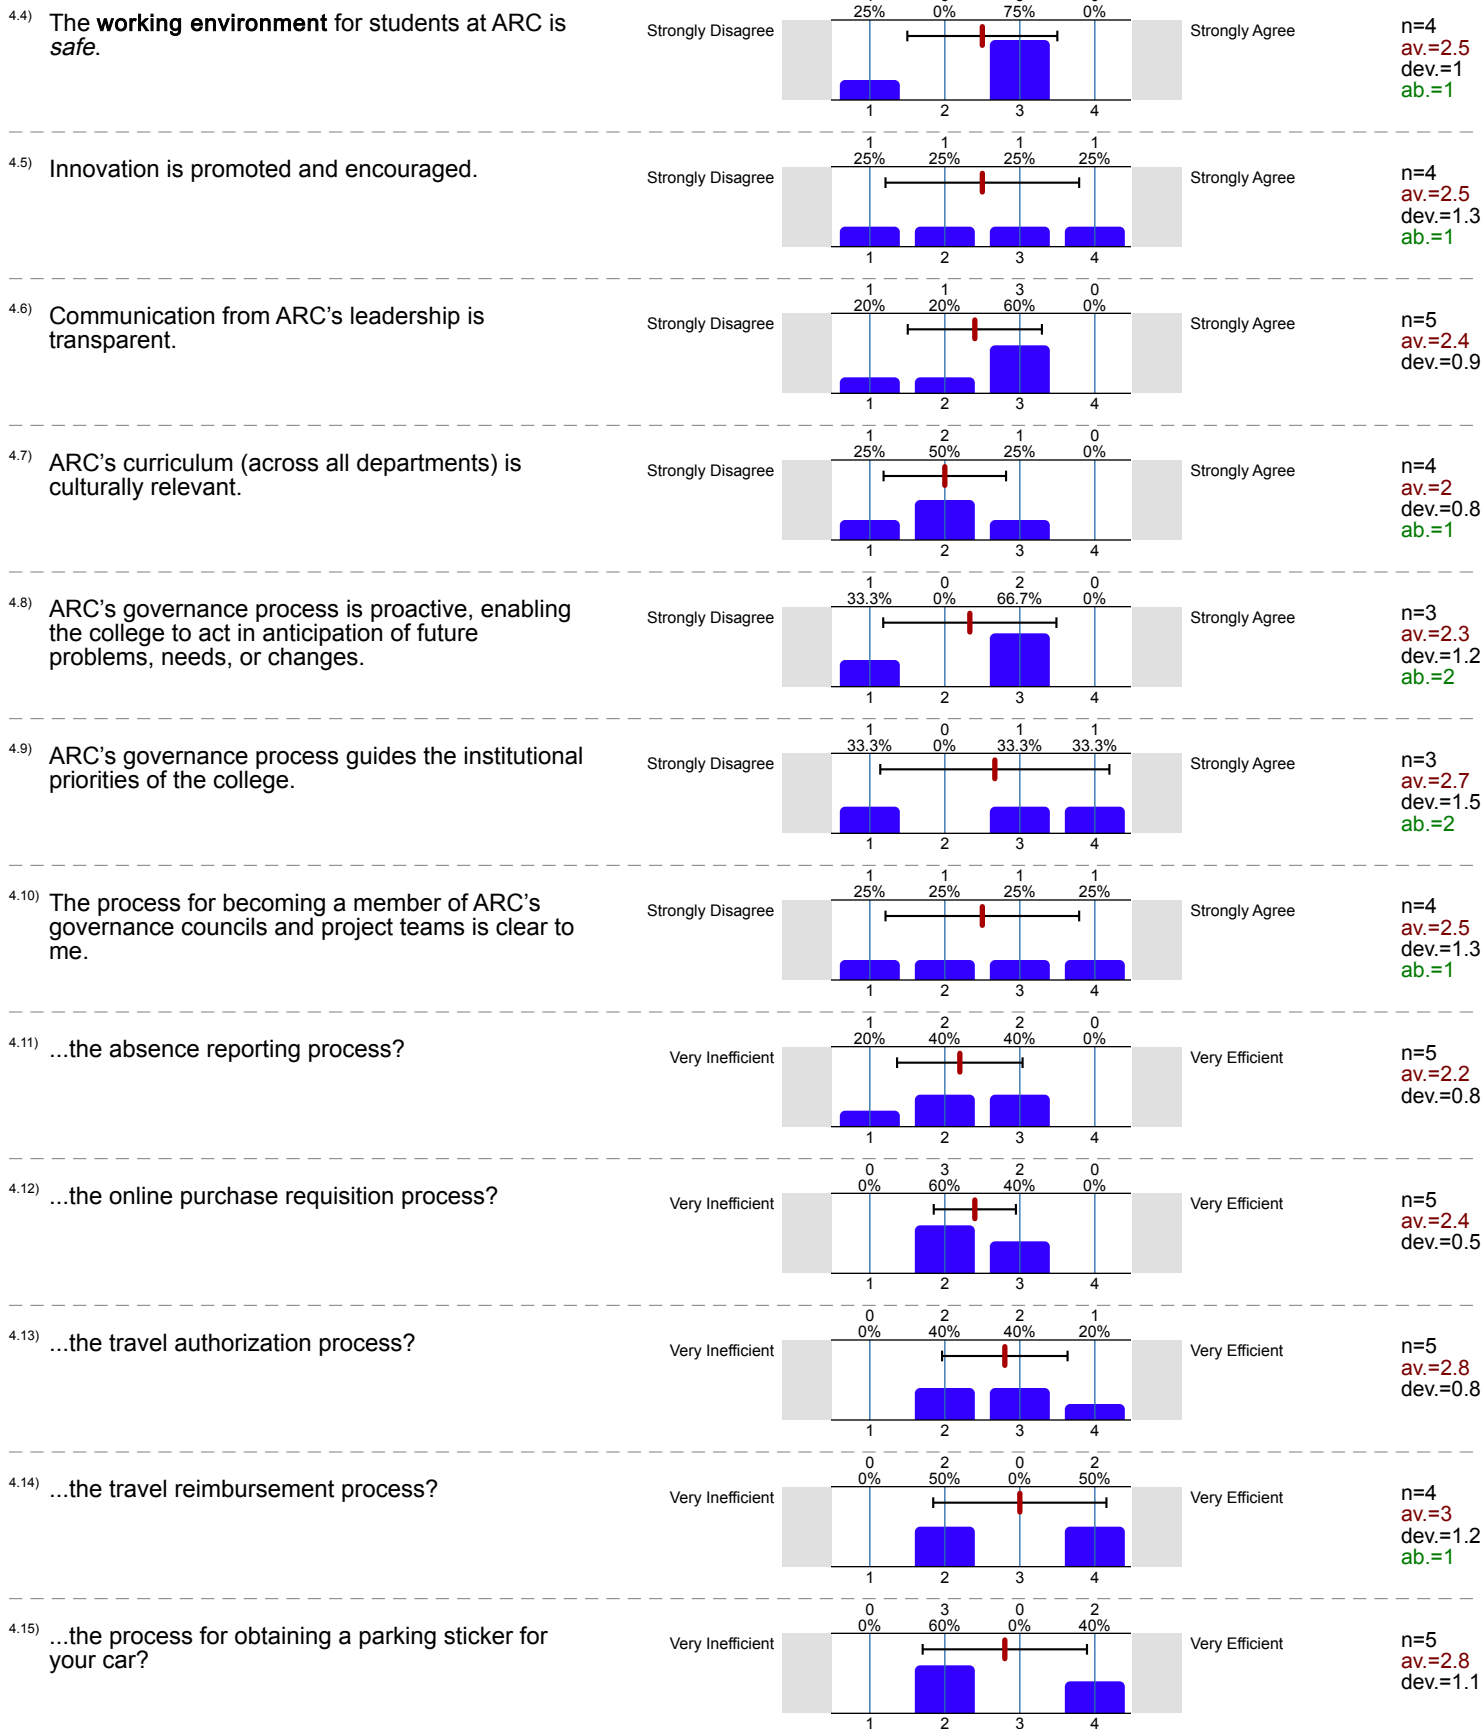 4.4) The working environment for students at ARC is
safe.
25% 0% 75% 0%
Strongly Disagree Strongly Agree
1 2 3 4
n=4
av.=2.5
dev.=1
ab.=1
1 1 1 1
25% 25% 25% 25%
4.5) Innovation is promoted and encouraged.
Strongly Disagree Strongly Agree
1 2 3 4
n=4
av.=2.5
dev.=1.3
ab.=1
1 1 3 0
20% 20% 60% 0%
4.6) Communication from ARC's leadership is
transparent.
Strongly Disagree Strongly Agree
1 2 3 4
n=5
av.=2.4
dev.=0.9
1 2 1 0
25% 50% 25% 0%
4.7) ARC's curriculum (across all departments) is
culturally relevant.
Strongly Disagree Strongly Agree
1 2 3 4
n=4
av.=2
dev.=0.8
ab.=1
1 0 2 0
33.3% 0% 66.7% 0%
4.8) ARC's governance process is proactive, enabling
the college to act in anticipation of future
problems, needs, or changes.
Strongly Disagree Strongly Agree
1 2 3 4
n=3
av.=2.3
dev.=1.2
ab.=2
1 0 1 1
33.3% 0% 33.3% 33.3%
4.9) ARC's governance process guides the institutional
priorities of the college.
Strongly Disagree Strongly Agree
1 2 3 4
n=3
av.=2.7
dev.=1.5
ab.=2
1 1 1 1
25% 25% 25% 25%
4.10) The process for becoming a member of ARC's
governance councils and project teams is clear to
me.
Strongly Disagree Strongly Agree
1 2 3 4
n=4
av.=2.5
dev.=1.3
ab.=1
1 2 2 0
20% 40% 40% 0%
4.11) ...the absence reporting process?
Very Inefficient Very Efficient
1 2 3 4
n=5
av.=2.2
dev.=0.8
0 3 2 0
0% 60% 40% 0%
4.12) ...the online purchase requisition process?
Very Inefficient Very Efficient
1 2 3 4
n=5
av.=2.4
dev.=0.5
0 2 2 1
0% 40% 40% 20%
4.13) ...the travel authorization process?
Very Inefficient Very Efficient
1 2 3 4
n=5
av.=2.8
dev.=0.8
0 2 0 2
0% 50% 0% 50%
4.14) ...the travel reimbursement process?
Very Inefficient Very Efficient
1 2 3 4
n=4
av.=3
dev.=1.2
ab.=1
0 3 0 2
0% 60% 0% 40%
4.15) ...the process for obtaining a parking sticker for
your car?
Very Inefficient Very Efficient
1 2 3 4
n=5
av.=2.8
dev.=1.1